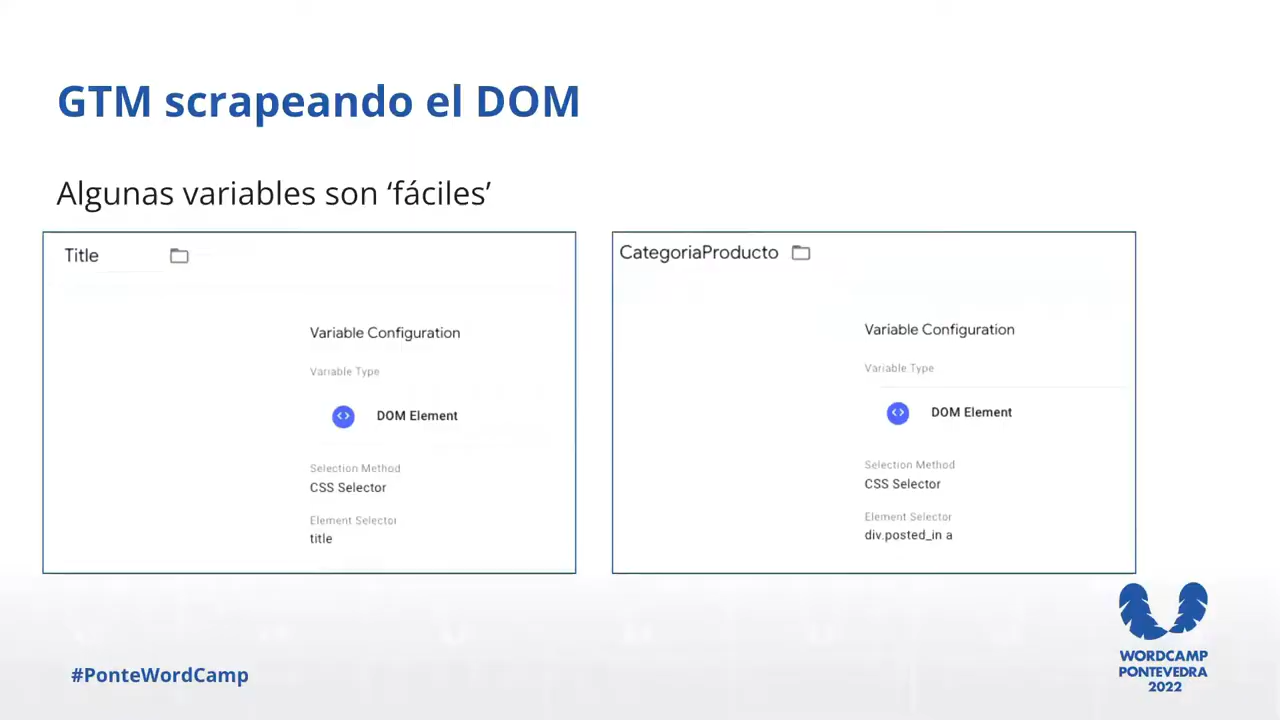 GTM scrapeando el DOM
Algunas variables son ‘fáciles’
Title
Variable Configuration
Variable Type
DOM Element
Selection Method
CSS Selector
Element Selector
title
CategoriaProducto
Variable Configuration
Variable Type
DOM Element
Selection Method
CSS Selector
Element Selector
div.posted_in a
#PonteWordCamp
WORDCAMP
PONTEVEDRA
2022